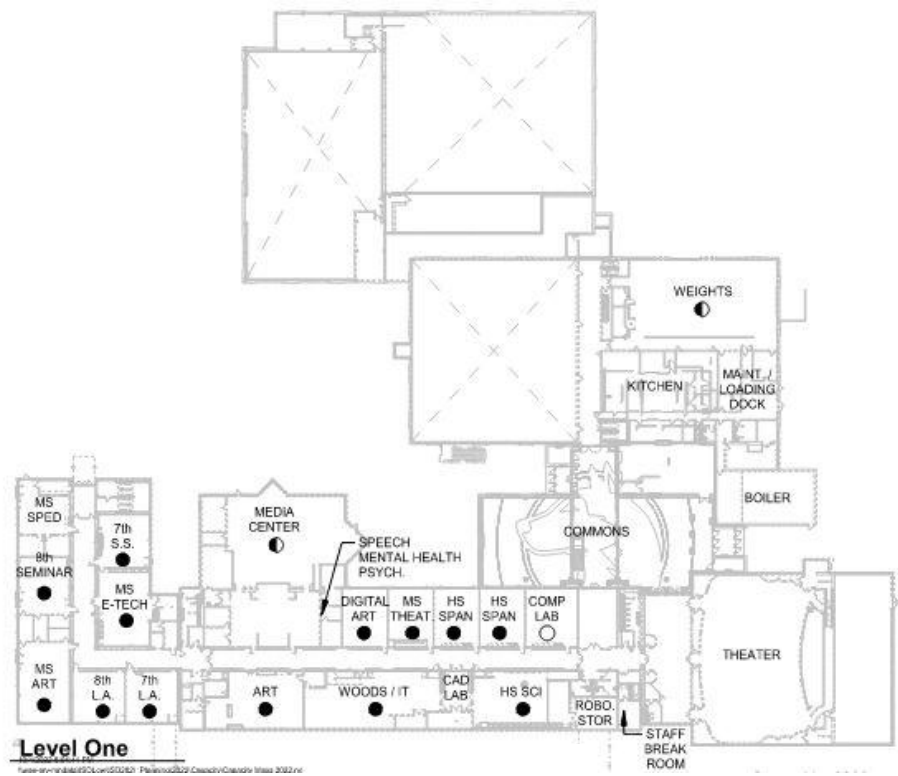 WEIGHTS
KITCHEN
MAINT. /
LOADING
DOCK
BOILER
MS
SPED
7th
S.S.
MEDIA
CENTER
SPEECH
MENTAL HEALTH
PSYCH.
COMMONS
8th
SEMINAR
MS
E-TECH
DIGITAL
ART
MS
THEAT.
HS
SPAN
HS
SPAN
COMP
LAB
THEATER
MS
ART
8th
L.A.
7th
L.A.
ART
WOODS / IT
CAD
LAB
HS SCI
ROBO.
STOR
STAFF
BREAK
ROOM
Level One